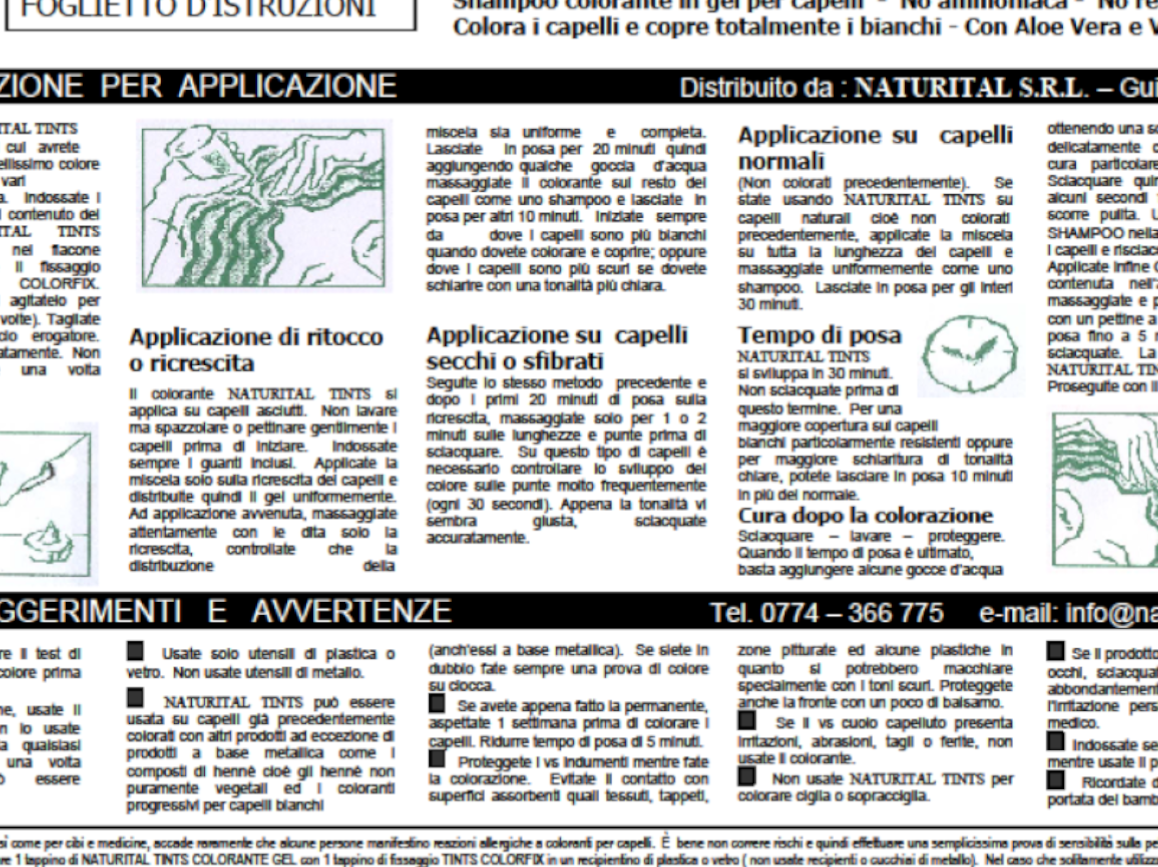 FOGLIETTO D'ISTRUZIONI
Shampoo colorante in gel per capelli - No ammoniaca - No re
Colora i capelli e copre totalmente i bianchi - Con Aloe Vera e V
ZIONE PER APPLICAZIONE
Distribuito da : NATURITAL S.R.L. – Gui
TAL TINTS
cui avrete
ellissimo colore
vari
a. Indossate i
l contenuto del
TAL TINTS
nel flacone
il fissaggio
COLORFIX.
agitatelo per
volte). Tagliate
cio erogatore.
atamente. Non
una volta
Applicazione di ritocco
o ricrescita
Il colorante NATURITAL TINTS si
applica su capelli asciutti. Non lavare
ma spazzolare o pettinare gentilmente i
capelli prima di iniziare. Indossate
sempre i guanti inclusi. Applicate la
miscela solo sulla ricrescita dei capelli e
distribuite quindi il gel uniformemente.
Ad applicazione avvenuta, massaggiate
attentamente con le dita solo la
ricrescita, controllate che la
distribuzione della
miscela sia uniforme e completa.
Lasciate in posa per 20 minuti quindi
aggiungendo qualche goccia d'acqua
massaggiate il colorante sul resto dei
capelli come uno shampoo e lasciate in
posa per altri 10 minuti. Iniziate sempre
da dove i capelli sono più bianchi
quando dovete colorare e coprire; oppure
dove i capelli sono più scuri se dovete
schiarire con una tonalità più chiara.
Applicazione su capelli
secchi o sfibrati
Seguite lo stesso metodo precedente e
dopo i primi 20 minuti di posa sulla
ricrescita, massaggiate solo per 1 o 2
minuti sulle lunghezze e punte prima di
sciacquare. Su questo tipo di capelli è
necessario controllare lo sviluppo del
colore sulle punte molto frequentemente
(ogni 30 secondi). Appena la tonalità vi
sembra giusta, sciacquate
accuratamente.
Applicazione su capelli
normali
(Non colorati precedentemente). Se
state usando NATURITAL TINTS su
capelli naturali cioè non colorati
precedentemente, applicate la miscela
su tutta la lunghezza dei capelli e
massaggiate uniformemente come uno
shampoo. Lasciate in posa per gli interi
30 minuti.
Tempo di posa
NATURITAL TINTS
si sviluppa in 30 minuti.
Non sciacquate prima di
questo termine. Per una
maggiore copertura sui capelli
bianchi particolarmente resistenti oppure
per maggiore schiaritura di tonalità
chiare, potete lasciare in posa 10 minuti
in più del normale.
Cura dopo la colorazione
Sciacquare – lavare – proteggere.
Quando il tempo di posa è ultimato,
basta aggiungere alcune gocce d'acqua
ottenendo una sc
delicatamente c
cura particolare
Sciacquare quin
alcuni secondi
scorre pulita. U
SHAMPOO nella
i capelli e risciac
Applicate infine C
contenuta nell'a
massaggiate e p
con un pettine a
posa fino a 5 m
sciacquate. La
NATURITAL TIN
Proseguite con il
GGERIMENTI E AVVERTENZE
Tel. 0774 – 366 775 e-mail: info@na
re il test di
colore prima
ne, usate il
n lo usate
a qualsiasi
una volta
ò essere
Usate solo utensili di plastica o
vetro. Non usate utensili di metallo.
NATURITAL TINTS può essere
usata su capelli già precedentemente
colorati con altri prodotti ad eccezione di
prodotti a base metallica come i
composti di hennè cioè gli hennè non
puramente vegetali ed i coloranti
progressivi per capelli bianchi
(anch'essi a base metallica). Se siete in
dubbio fate sempre una prova di colore
su ciocca.
Se avete appena fatto la permanente,
aspettate 1 settimana prima di colorare i
capelli. Ridurre tempo di posa di 5 minuti.
Proteggete i vs indumenti mentre fate
la colorazione. Evitate il contatto con
superfici assorbenti quali tessuti, tappeti,
zone pitturate ed alcune plastiche in
quanto si potrebbero macchiare
specialmente con i toni scuri. Proteggete
anche la fronte con un poco di balsamo.
Se il vs cuoio capelluto presenta
irritazioni, abrasioni, tagli o ferite, non
usate il colorante.
Non usate NATURITAL TINTS per
colorare ciglia o sopracciglia.
Se il prodotto
occhi, sciacquat
abbondantement
l'irritazione pers
medico.
Indossate se
mentre usate il p
Ricordate d
portata dei bamb
sì come per cibi e medicine, accade raramente che alcune persone manifestino reazioni allergiche a coloranti per capelli. È bene non correre rischi e quindi effettuare una semplicissima prova di sensibilità sulla pe
re 1 tappino di NATURITAL TINTS COLORANTE GEL con 1 tappino di fissaggio TINTS COLORFIX in un recipientino di plastica o vetro ( non usate recipienti o cucchiai di metallo). Nel caso che solitamente utilizza